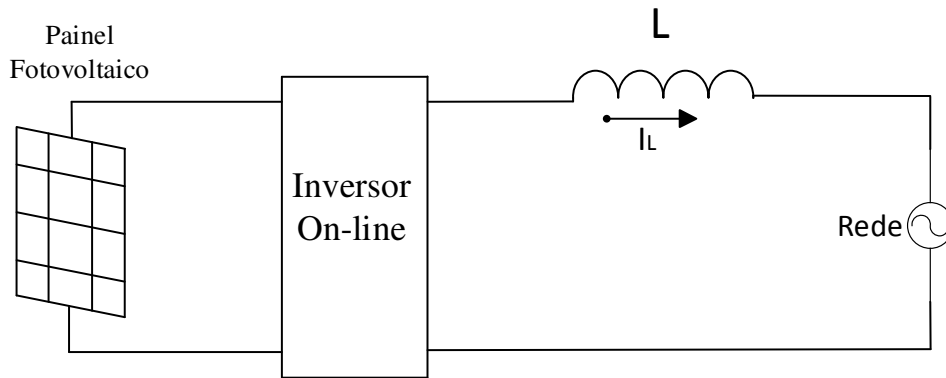 Painel
Fotovoltaico
L
IL
Inversor
On-line
Rede